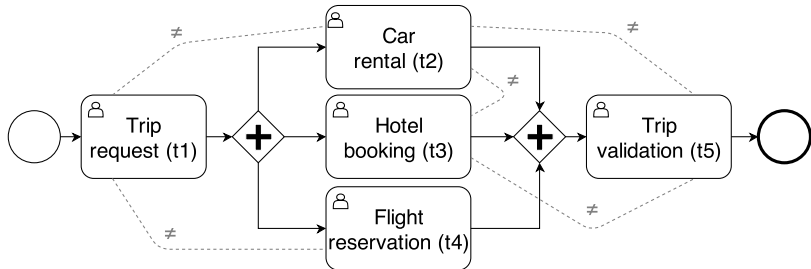 ≠
Car
rental (t2)
≠
≠
Trip
request (t1)
Hotel
booking (t3)
Trip
validation (t5)
≠
Flight
reservation (t4)
≠